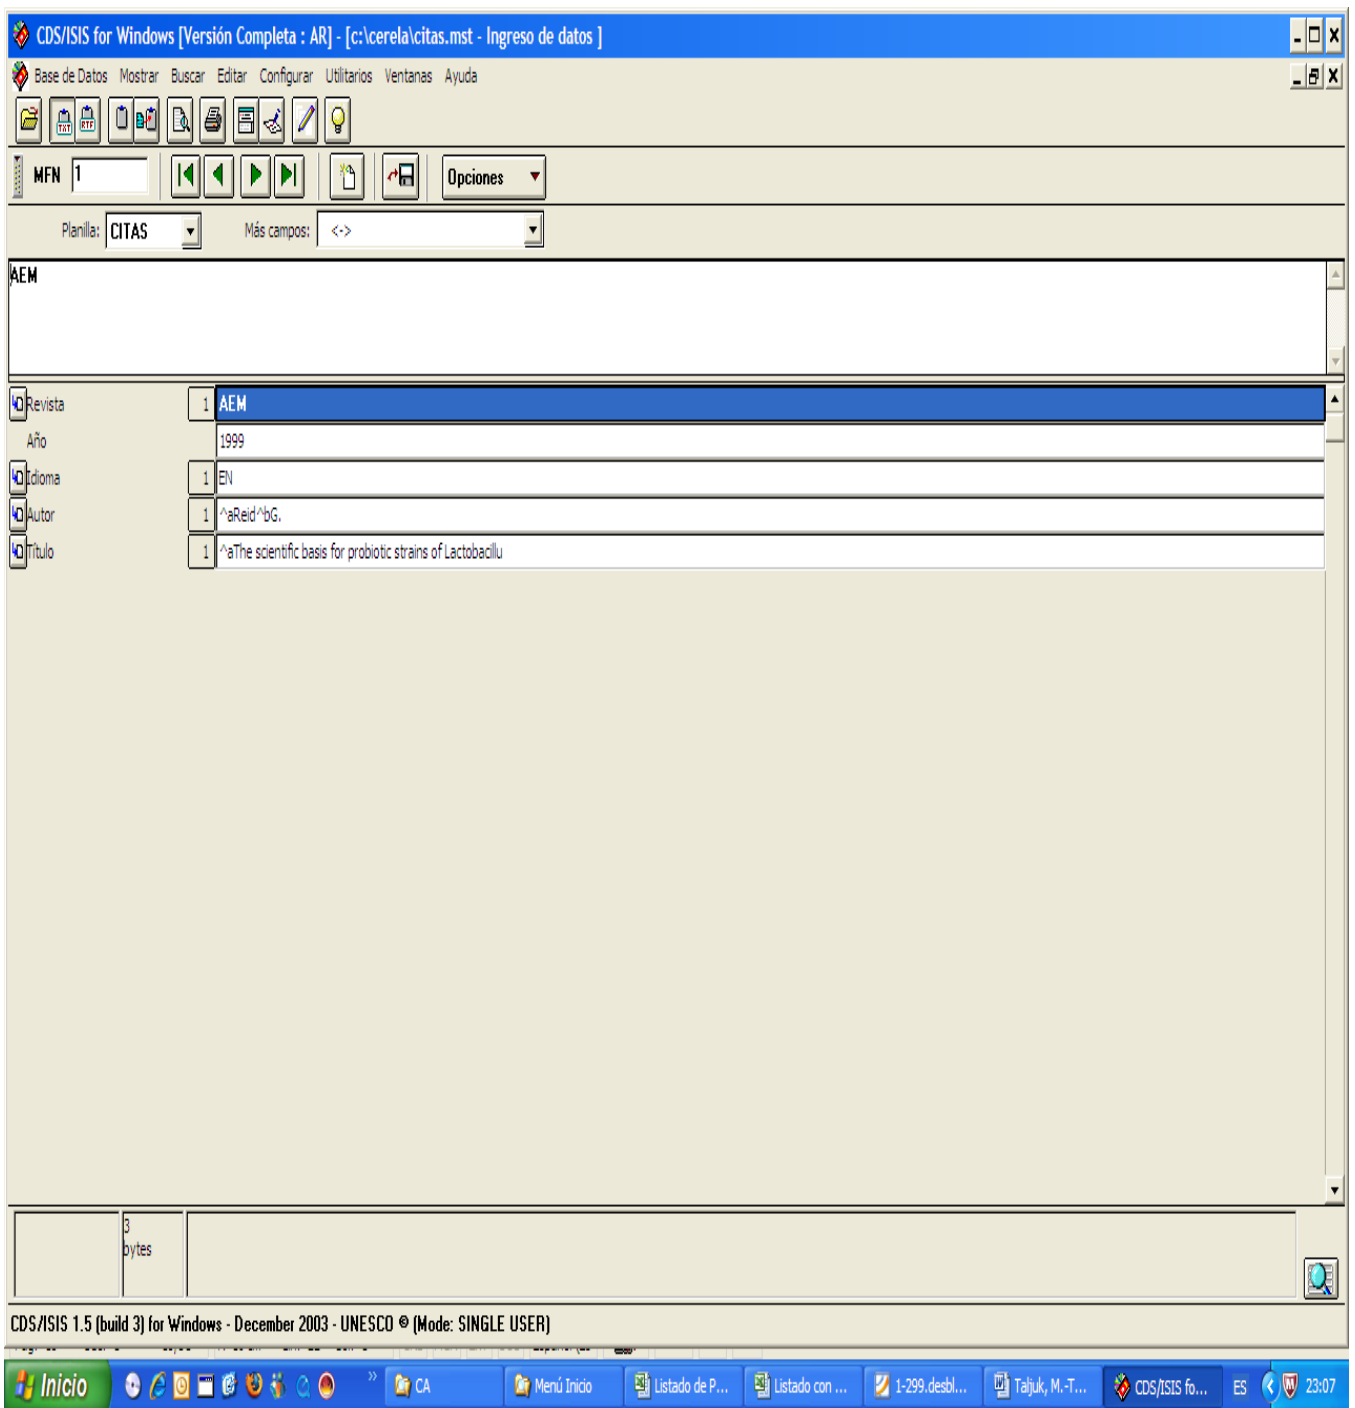 CDS/ISIS for Windows [Versión Completa : AR] - [c:\cerela\citas.mst - Ingreso de datos ]
Base de Datos Mostrar Buscar Editar Configurar Utilitarios Ventanas Ayuda
TXT RTF
MFN 1 Opciones
Planilla: CITAS Más campos: <->
AEM
Revista 1 AEM
Año 1999
Idioma 1 EN
Autor 1 ^aReid^bG.
Título 1 ^aThe scientific basis for probiotic strains of Lactobacillu
3
bytes
CDS/ISIS 1.5 (build 3) for Windows - December 2003 - UNESCO © (Mode: SINGLE USER)
Inicio » CA Menú Inicio Listado de P... Listado con ... 1-299.desbl... Taljuk, M.-T... CDS/ISIS fo... ES 23:07